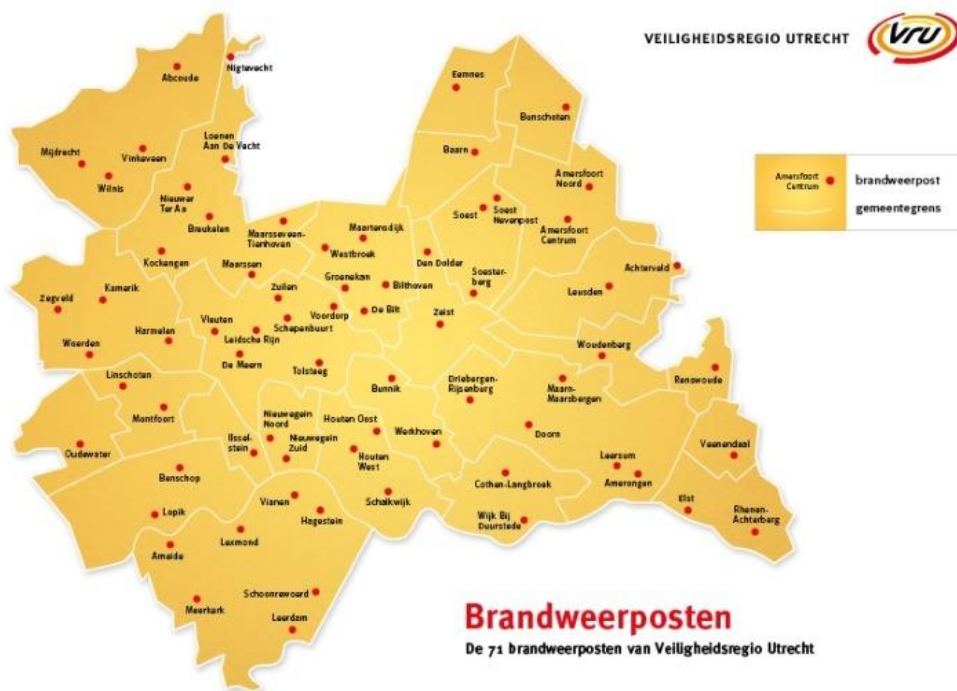 VEILIGHEIDSREGIO UTRECHT
vru
Abcoude
Nigtevecht
Eemnes
Bunschoten
Loenen
Aan De Vecht
Mijdrecht
Vinkeveen
Wilnis
Baarn
Amersfoort
Noord
Amersfoort
Centrum
brandweerpost
gemeentegrens
Nieuwer
Ter Aa
Breukelen
Soest
Soest
Nevenpost
Amersfoort
Centrum
Maarsseveen-
Tienhoven
Maartensdijk
Westbroek
Kockengen
Maarssen
Den Dolder
Achterveld
Groenekan
Bilthoven
Soester-
berg
Leusden
Zegveld
Kamerik
Zuilen
Voordorp
De Bilt
Zeist
Vleuten
Schepenbuurt
Harmelen
Leidsche Rijn
Woerden
De Meern
Tolsteeg
Woudenberg
Renswoude
Linschoten
Bunnik
Driebergen-
Rijsenburg
Maarn-
Maarsbergen
Montfoort
Nieuwegein
Noord
Houten Oost
Doorn
Oudewater
IJssel-
stein
Nieuwegein
Zuid
Houten
West
Werkhoven
Veenendaal
Benschop
Leersum
Amerongen
Cothen-Langbroek
Vianen
Schalkwijk
Elst
Lopik
Hagestein
Wijk Bij
Duurstede
Rhenen-
Achterberg
Lexmond
Ameide
Meerkerk
Schoonrewoerd
Leerdam
Brandweerposten
De 71 brandweerposten van Veiligheidsregio Utrecht